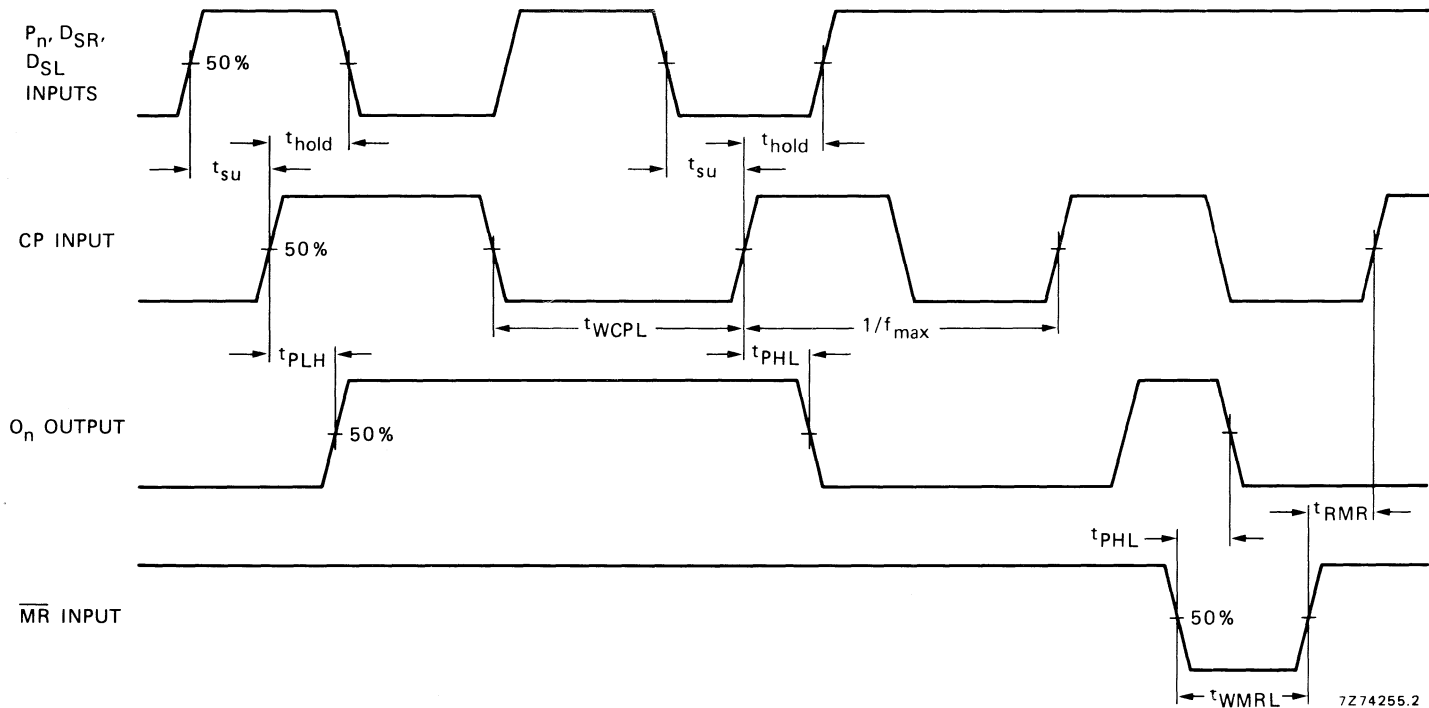 Pn, DSR,
DSL
INPUTS
50%
thold
tsu
thold
tsu
CP INPUT
50%
tWCPL
1/fmax
tPLH
tPHL
On OUTPUT
50%
tRMR
tPHL
MR INPUT
50%
tWMRL
7Z74255.2